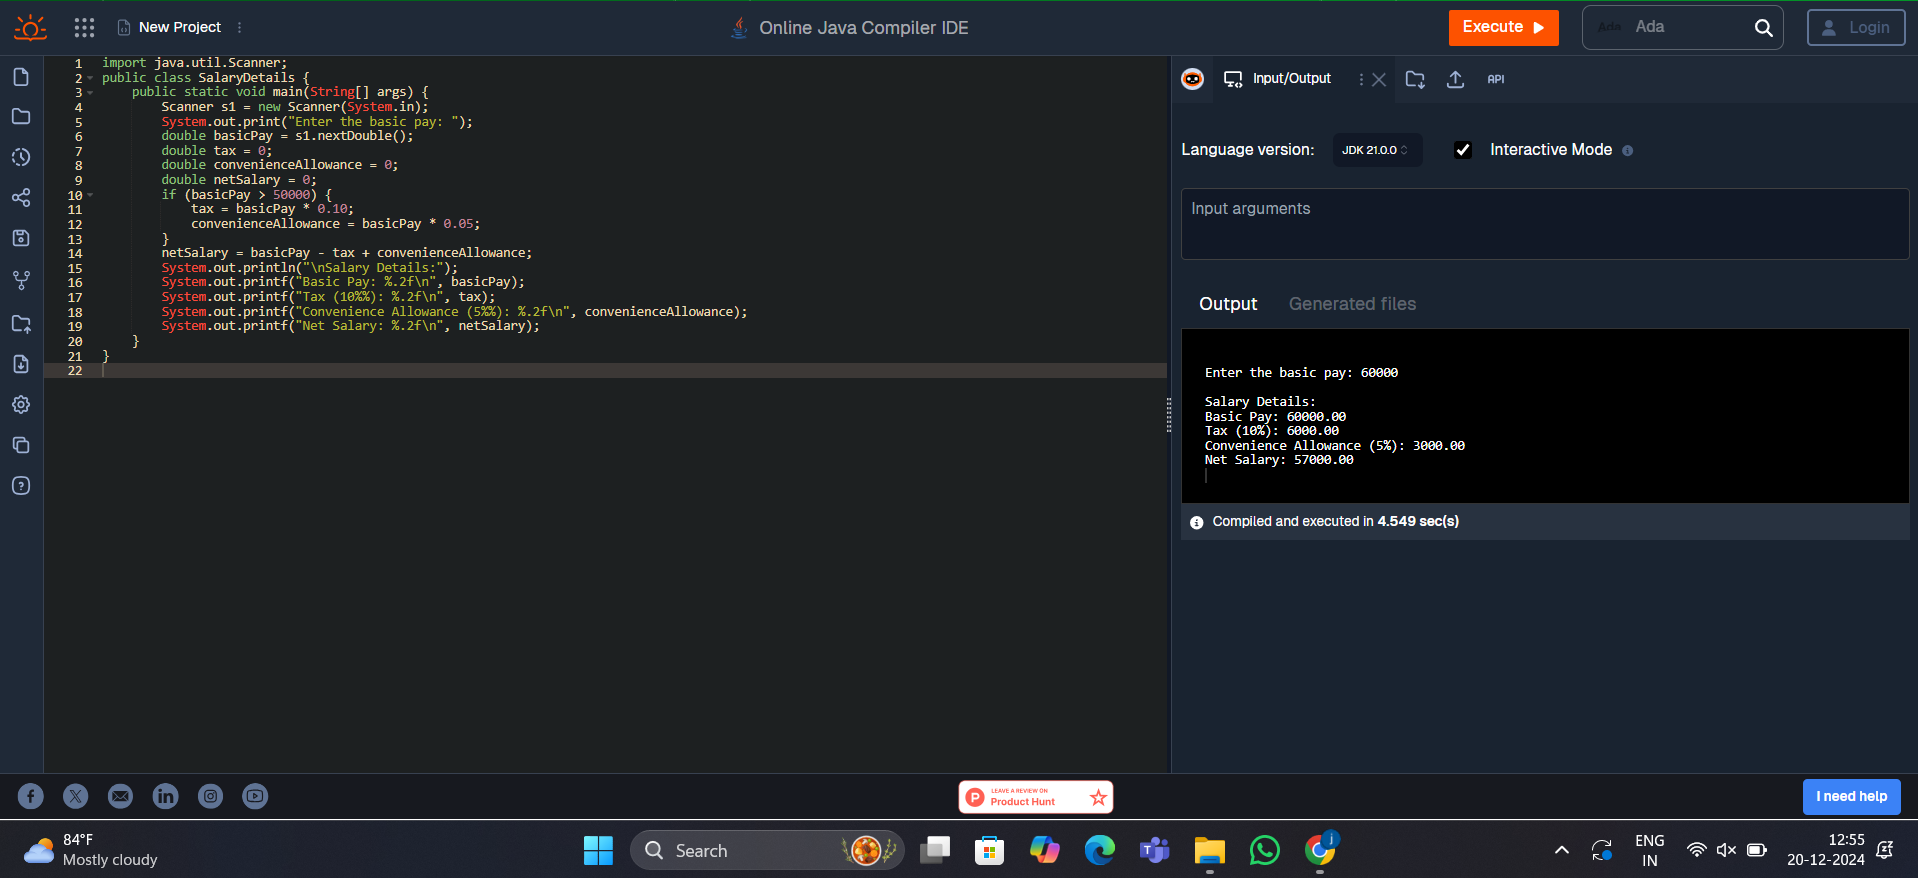 New Project
Online Java Compiler IDE
Execute
Ada Ada
Login
1 import java.util.Scanner;
2 public class SalaryDetails {
3     public static void main(String[] args) {
4         Scanner s1 = new Scanner(System.in);
5         System.out.print("Enter the basic pay: ");
6         double basicPay = s1.nextDouble();
7         double tax = 0;
8         double convenienceAllowance = 0;
9         double netSalary = 0;
10         if (basicPay > 50000) {
11             tax = basicPay * 0.10;
12             convenienceAllowance = basicPay * 0.05;
13         }
14         netSalary = basicPay - tax + convenienceAllowance;
15         System.out.println("\nSalary Details:");
16         System.out.printf("Basic Pay: %.2f\n", basicPay);
17         System.out.printf("Tax (10%%): %.2f\n", tax);
18         System.out.printf("Convenience Allowance (5%%): %.2f\n", convenienceAllowance);
19         System.out.printf("Net Salary: %.2f\n", netSalary);
20     }
21 }
22
Input/Output
API
Language version: JDK 21.0.0 Interactive Mode
Input arguments
Output Generated files
Enter the basic pay: 60000
Salary Details:
Basic Pay: 60000.00
Tax (10%): 6000.00
Convenience Allowance (5%): 3000.00
Net Salary: 57000.00
Compiled and executed in 4.549 sec(s)
LEAVE A REVIEW ON
Product Hunt
I need help
84°F
Mostly cloudy
Search
ENG
IN
12:55
20-12-2024